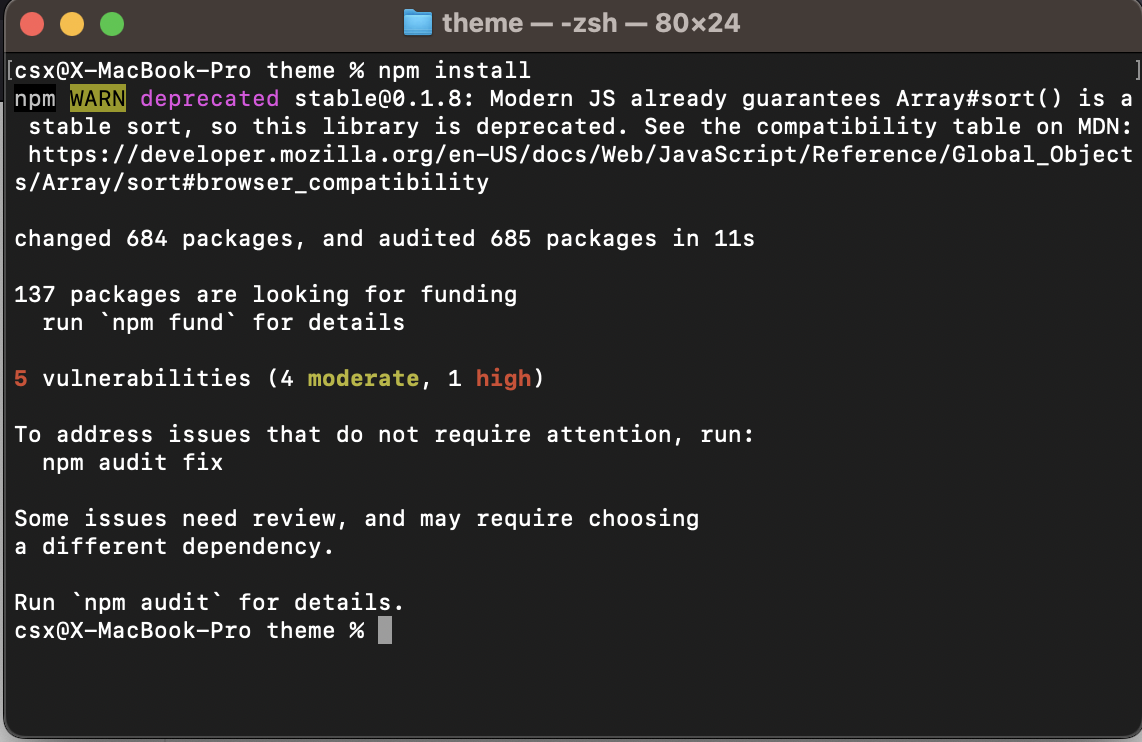 theme — -zsh — 80×24
[csx@X-MacBook-Pro theme % npm install ]
npm WARN deprecated stable@0.1.8: Modern JS already guarantees Array#sort() is a
 stable sort, so this library is deprecated. See the compatibility table on MDN:
 https://developer.mozilla.org/en-US/docs/Web/JavaScript/Reference/Global_Object
s/Array/sort#browser_compatibility
changed 684 packages, and audited 685 packages in 11s
137 packages are looking for funding
  run `npm fund` for details
5 vulnerabilities (4 moderate, 1 high)
To address issues that do not require attention, run:
  npm audit fix
Some issues need review, and may require choosing
a different dependency.
Run `npm audit` for details.
csx@X-MacBook-Pro theme %